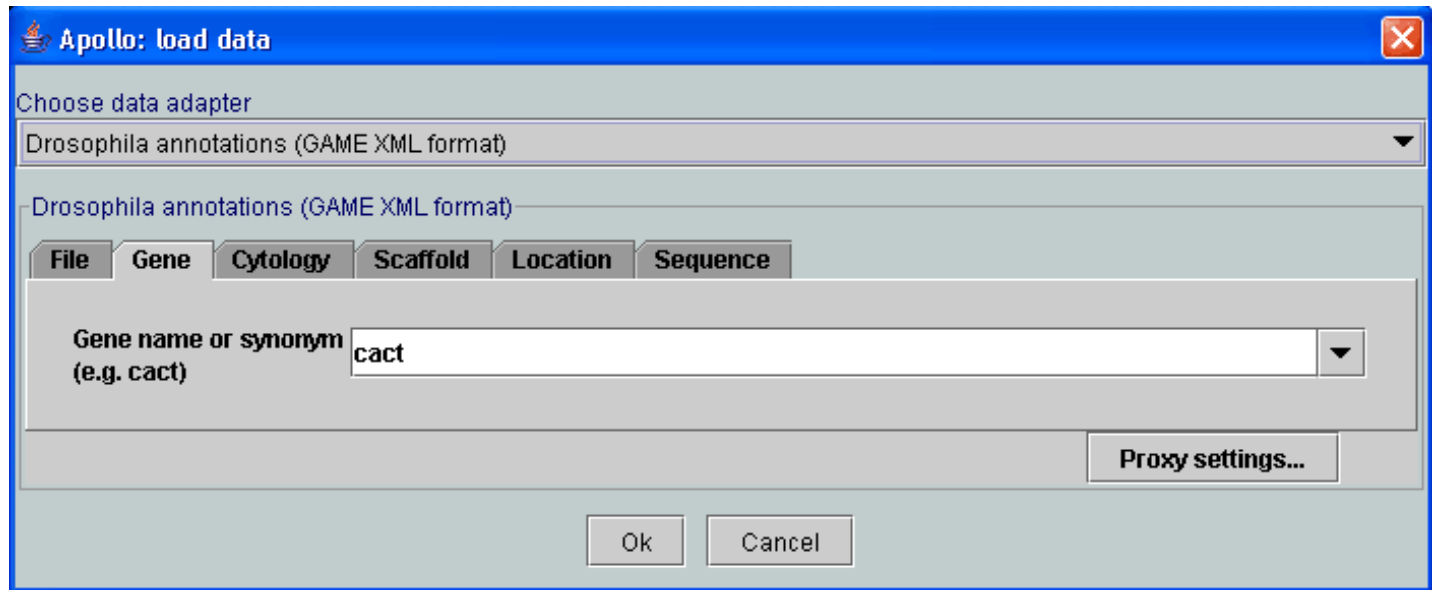 Apollo: load data
Choose data adapter
Drosophila annotations (GAME XML format)
Drosophila annotations (GAME XML format)
File Gene Cytology Scaffold Location Sequence
Gene name or synonym
(e.g. cact)
cact
Proxy settings...
Ok Cancel